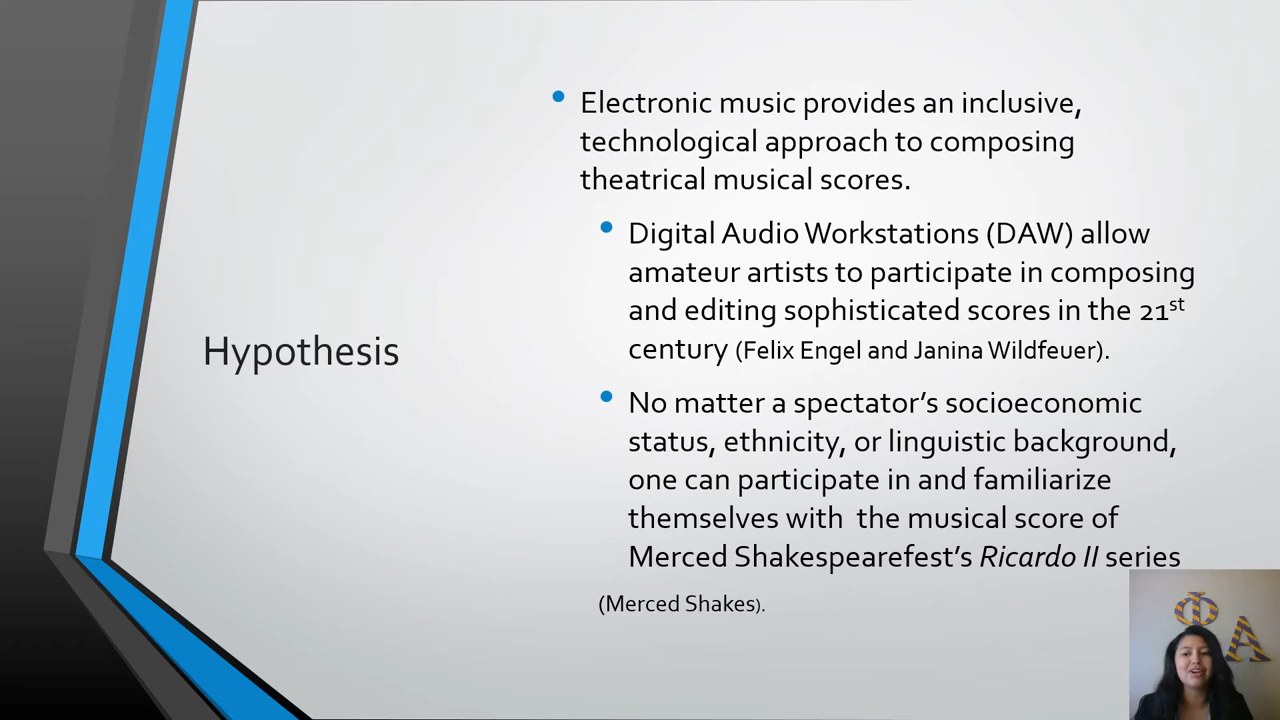 Hypothesis
Electronic music provides an inclusive,
technological approach to composing
theatrical musical scores.
Digital Audio Workstations (DAW) allow
amateur artists to participate in composing
and editing sophisticated scores in the 21st
century (Felix Engel and Janina Wildfeuer).
No matter a spectator’s socioeconomic
status, ethnicity, or linguistic background,
one can participate in and familiarize
themselves with  the musical score of
Merced Shakespearefest’s Ricardo II series
(Merced Shakes).
Φ A